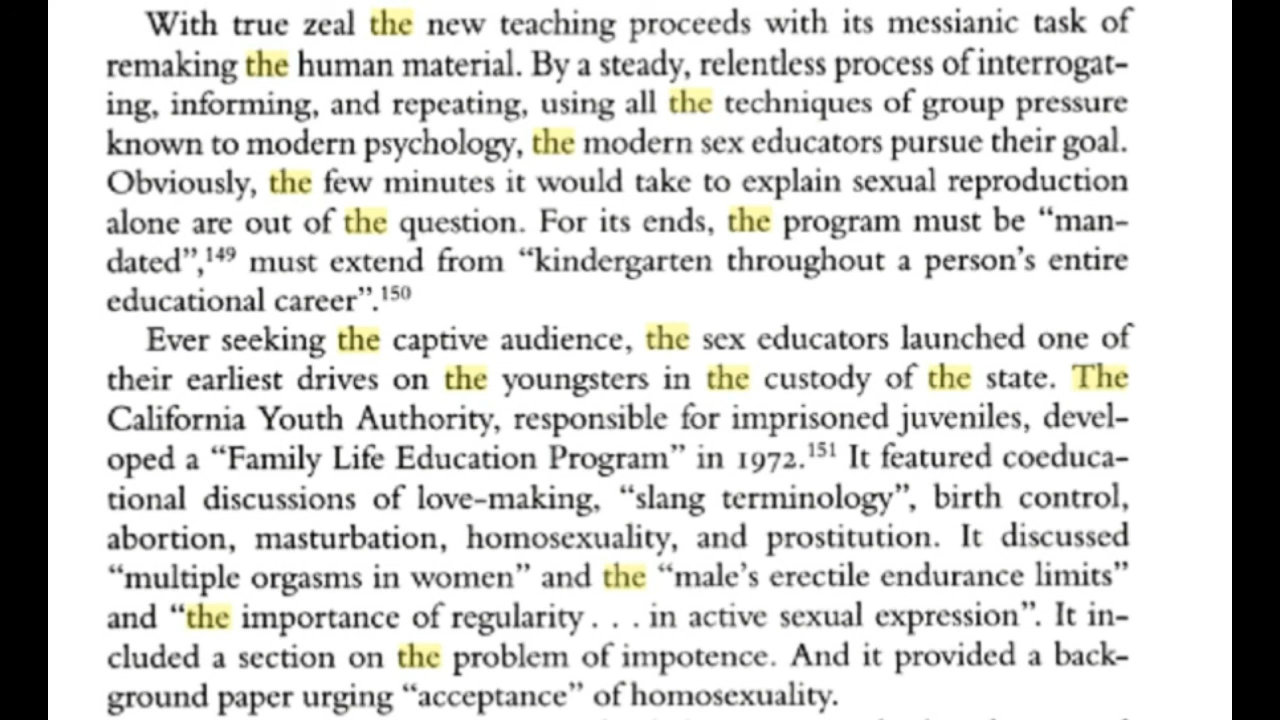 With true zeal the new teaching proceeds with its messianic task of
remaking the human material. By a steady, relentless process of interrogat-
ing, informing, and repeating, using all the techniques of group pressure
known to modern psychology, the modern sex educators pursue their goal.
Obviously, the few minutes it would take to explain sexual reproduction
alone are out of the question. For its ends, the program must be “man-
dated”,149 must extend from “kindergarten throughout a person’s entire
educational career”.150
Ever seeking the captive audience, the sex educators launched one of
their earliest drives on the youngsters in the custody of the state. The
California Youth Authority, responsible for imprisoned juveniles, devel-
oped a “Family Life Education Program” in 1972.151 It featured coeduca-
tional discussions of love-making, “slang terminology”, birth control,
abortion, masturbation, homosexuality, and prostitution. It discussed
“multiple orgasms in women” and the “male’s erectile endurance limits”
and “the importance of regularity . . . in active sexual expression”. It in-
cluded a section on the problem of impotence. And it provided a back-
ground paper urging “acceptance” of homosexuality.